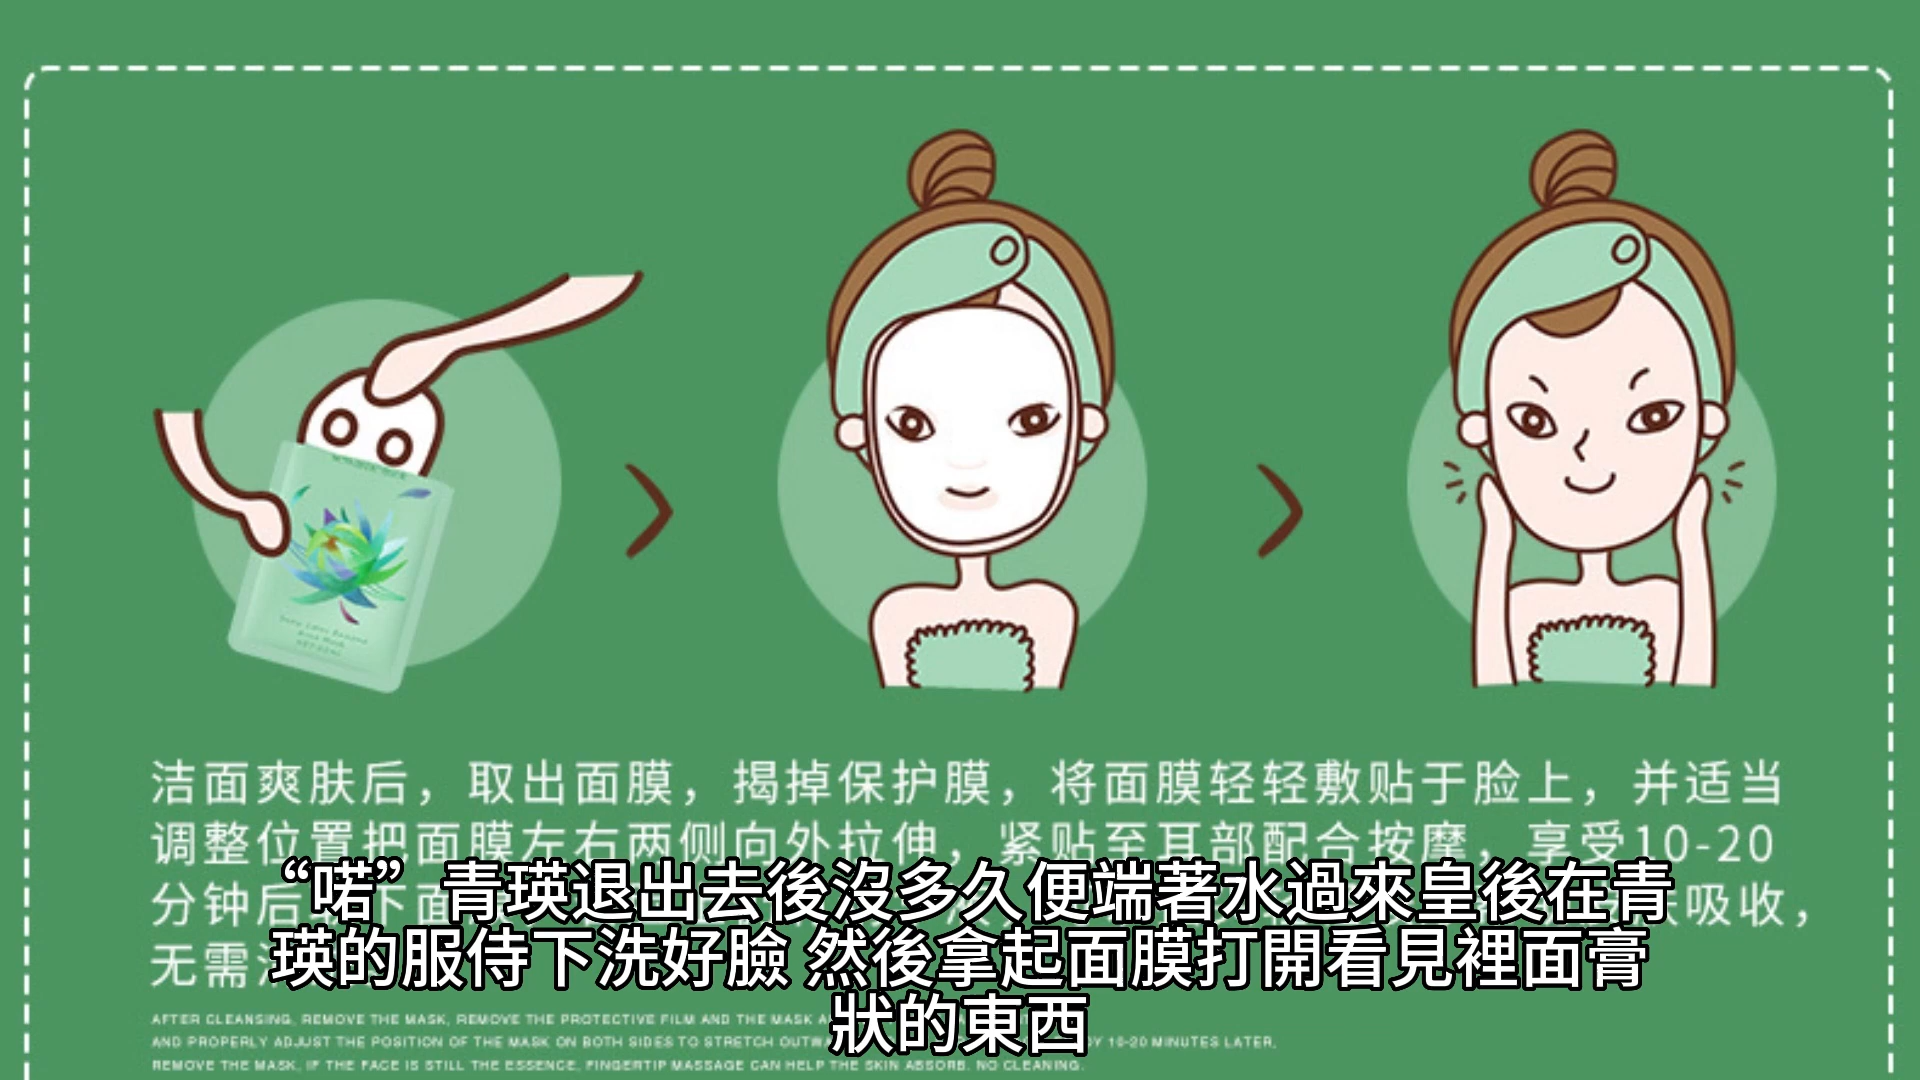 洁面爽肤后，取出面膜，揭掉保护膜，将面膜轻轻敷贴于脸上，并适当
调整位置把面膜左右两侧向外拉伸，紧贴至耳部配合按摩，享受10-20
分钟后
下面
吸收，
无需
“喏”青瑛退出去後沒多久便端著水過來皇後在青
瑛的服侍下洗好臉 然後拿起面膜打開看見裡面膏
狀的東西
AFTER CLEANSING, REMOVE THE MASK, REMOVE THE PROTECTIVE FILM AND THE MASK
AND PROPERLY ADJUST THE POSITION OF THE MASK ON BOTH SIDES TO STRETCH 10-20 MINUTES LATER.
REMOVE THE MASK, IF THE FACE IS STILL THE ESSENCE, FINGERTIP MASSAGE CAN HELP THE SKIN ABSORB. NO CLEANING.